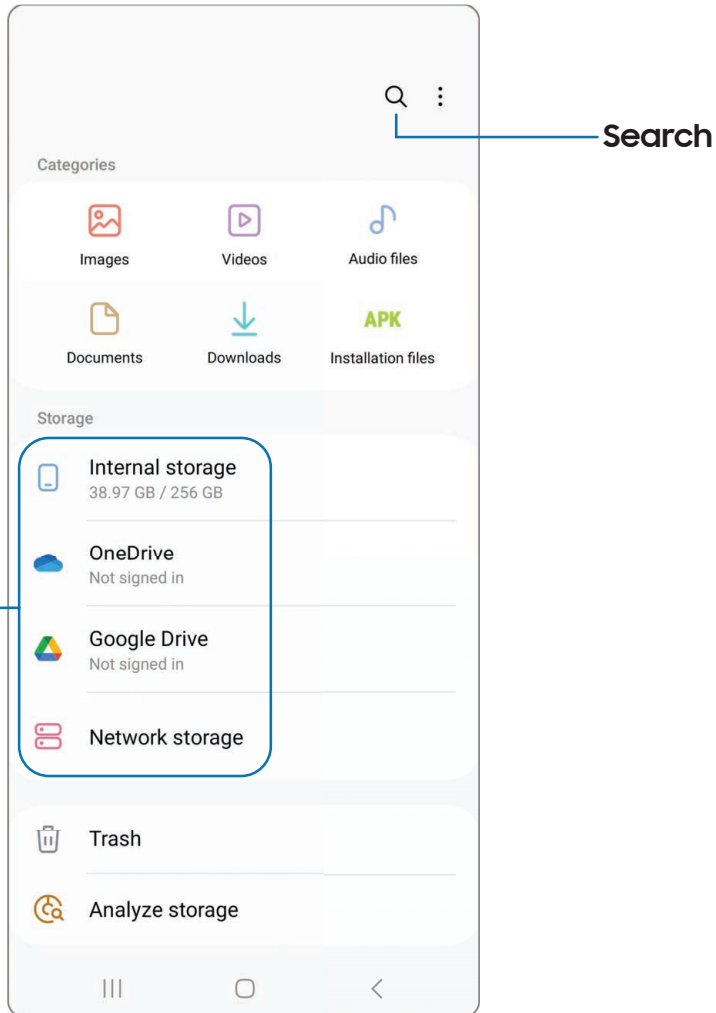 Search
Categories
Images Videos Audio files
APK
Documents Downloads Installation files
Storage
Internal storage
38.97 GB / 256 GB
OneDrive
Not signed in
Google Drive
Not signed in
Network storage
Trash
Analyze storage